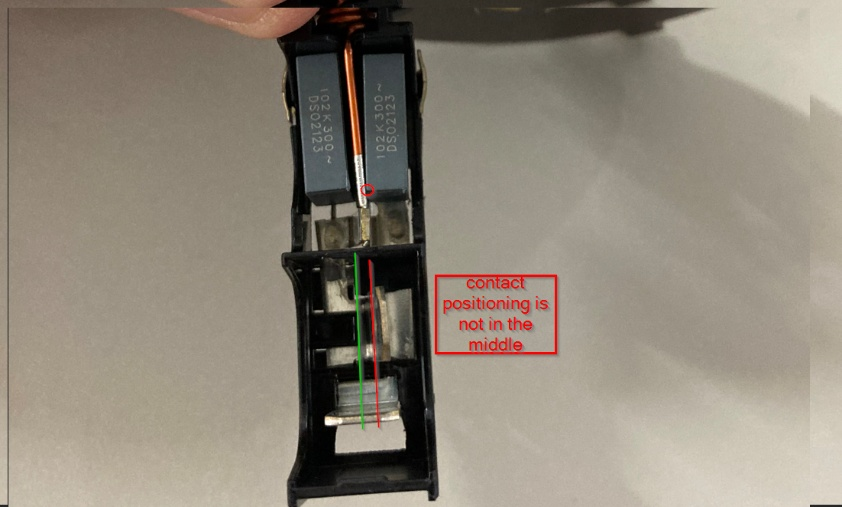 102K300~
DS02123
102K300~
DS02123
contact
positioning is
not in the
middle